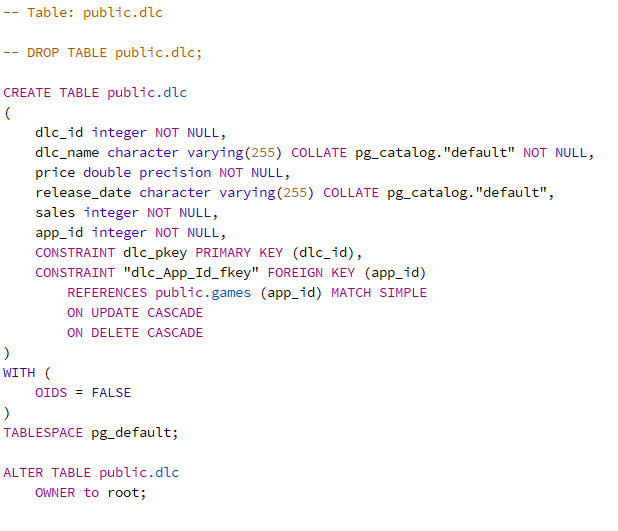 -- Table: public.dlc
-- DROP TABLE public.dlc;
CREATE TABLE public.dlc
(
    dlc_id integer NOT NULL,
    dlc_name character varying(255) COLLATE pg_catalog."default" NOT NULL,
    price double precision NOT NULL,
    release_date character varying(255) COLLATE pg_catalog."default",
    sales integer NOT NULL,
    app_id integer NOT NULL,
    CONSTRAINT dlc_pkey PRIMARY KEY (dlc_id),
    CONSTRAINT "dlc_App_Id_fkey" FOREIGN KEY (app_id)
        REFERENCES public.games (app_id) MATCH SIMPLE
        ON UPDATE CASCADE
        ON DELETE CASCADE
)
WITH (
    OIDS = FALSE
)
TABLESPACE pg_default;
ALTER TABLE public.dlc
    OWNER to root;